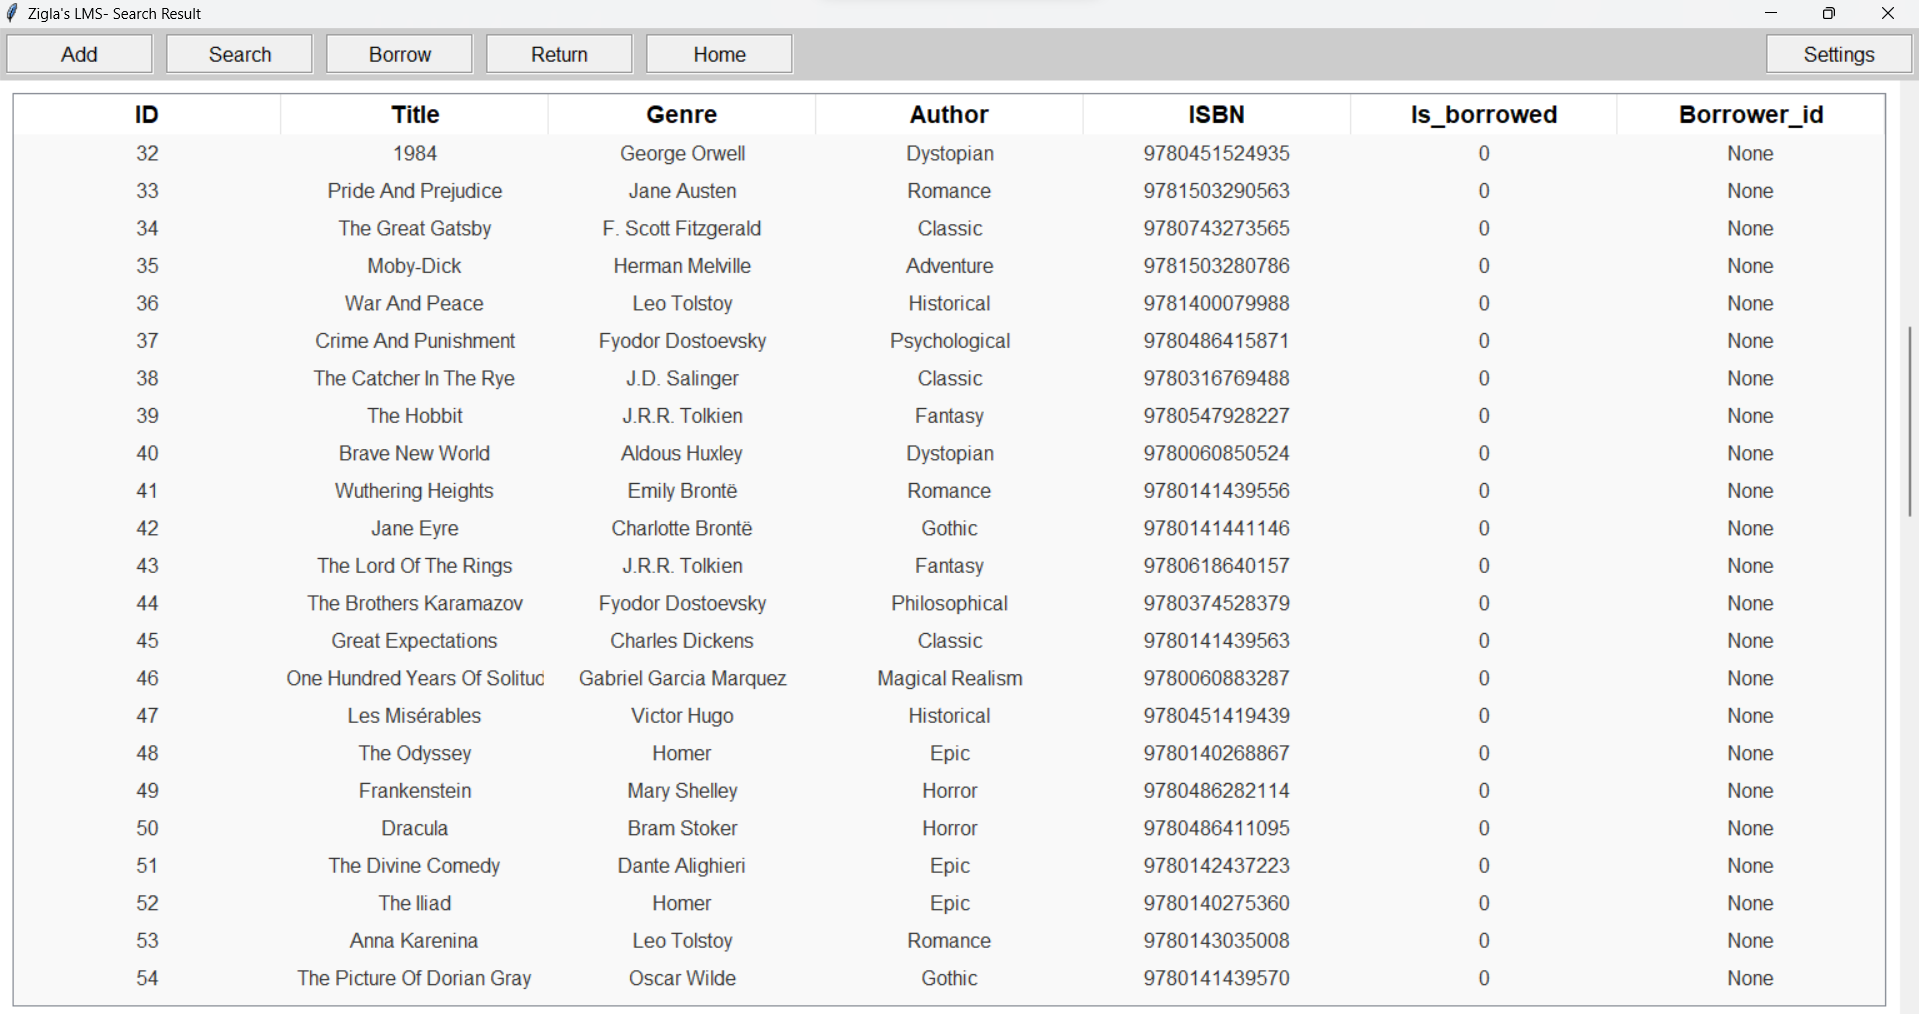 Zigla's LMS- Search Result
Add Search Borrow Return Home Settings
ID Title Genre Author ISBN Is_borrowed Borrower_id
32 1984 George Orwell Dystopian 9780451524935 0 None
33 Pride And Prejudice Jane Austen Romance 9781503290563 0 None
34 The Great Gatsby F. Scott Fitzgerald Classic 9780743273565 0 None
35 Moby-Dick Herman Melville Adventure 9781503280786 0 None
36 War And Peace Leo Tolstoy Historical 9781400079988 0 None
37 Crime And Punishment Fyodor Dostoevsky Psychological 9780486415871 0 None
38 The Catcher In The Rye J.D. Salinger Classic 9780316769488 0 None
39 The Hobbit J.R.R. Tolkien Fantasy 9780547928227 0 None
40 Brave New World Aldous Huxley Dystopian 9780060850524 0 None
41 Wuthering Heights Emily Brontë Romance 9780141439556 0 None
42 Jane Eyre Charlotte Brontë Gothic 9780141441146 0 None
43 The Lord Of The Rings J.R.R. Tolkien Fantasy 9780618640157 0 None
44 The Brothers Karamazov Fyodor Dostoevsky Philosophical 9780374528379 0 None
45 Great Expectations Charles Dickens Classic 9780141439563 0 None
46 One Hundred Years Of Solitud Gabriel Garcia Marquez Magical Realism 9780060883287 0 None
47 Les Misérables Victor Hugo Historical 9780451419439 0 None
48 The Odyssey Homer Epic 9780140268867 0 None
49 Frankenstein Mary Shelley Horror 9780486282114 0 None
50 Dracula Bram Stoker Horror 9780486411095 0 None
51 The Divine Comedy Dante Alighieri Epic 9780142437223 0 None
52 The Iliad Homer Epic 9780140275360 0 None
53 Anna Karenina Leo Tolstoy Romance 9780143035008 0 None
54 The Picture Of Dorian Gray Oscar Wilde Gothic 9780141439570 0 None